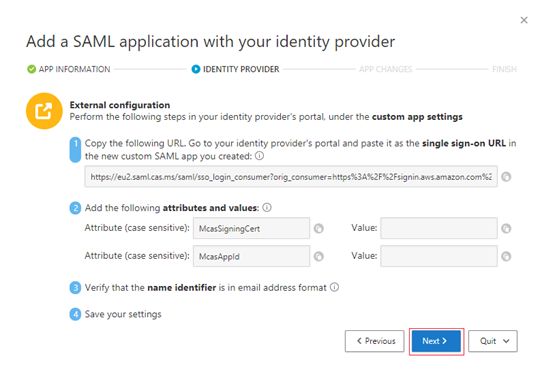 Add a SAML application with your identity provider
APP INFORMATION IDENTITY PROVIDER APP CHANGES FINISH
External configuration
Perform the following steps in your identity provider's portal, under the custom app settings
1 Copy the following URL. Go to your identity provider's portal and paste it as the single sign-on URL in
the new custom SAML app you created:
https://eu2.saml.cas.ms/saml/sso_login_consumer?orig_consumer=https%3A%2F%2Fsignin.aws.amazon.com%2
2 Add the following attributes and values:
Attribute (case sensitive): McasSigningCert Value:
Attribute (case sensitive): McasAppId Value:
3 Verify that the name identifier is in email address format
4 Save your settings
Previous Next Quit